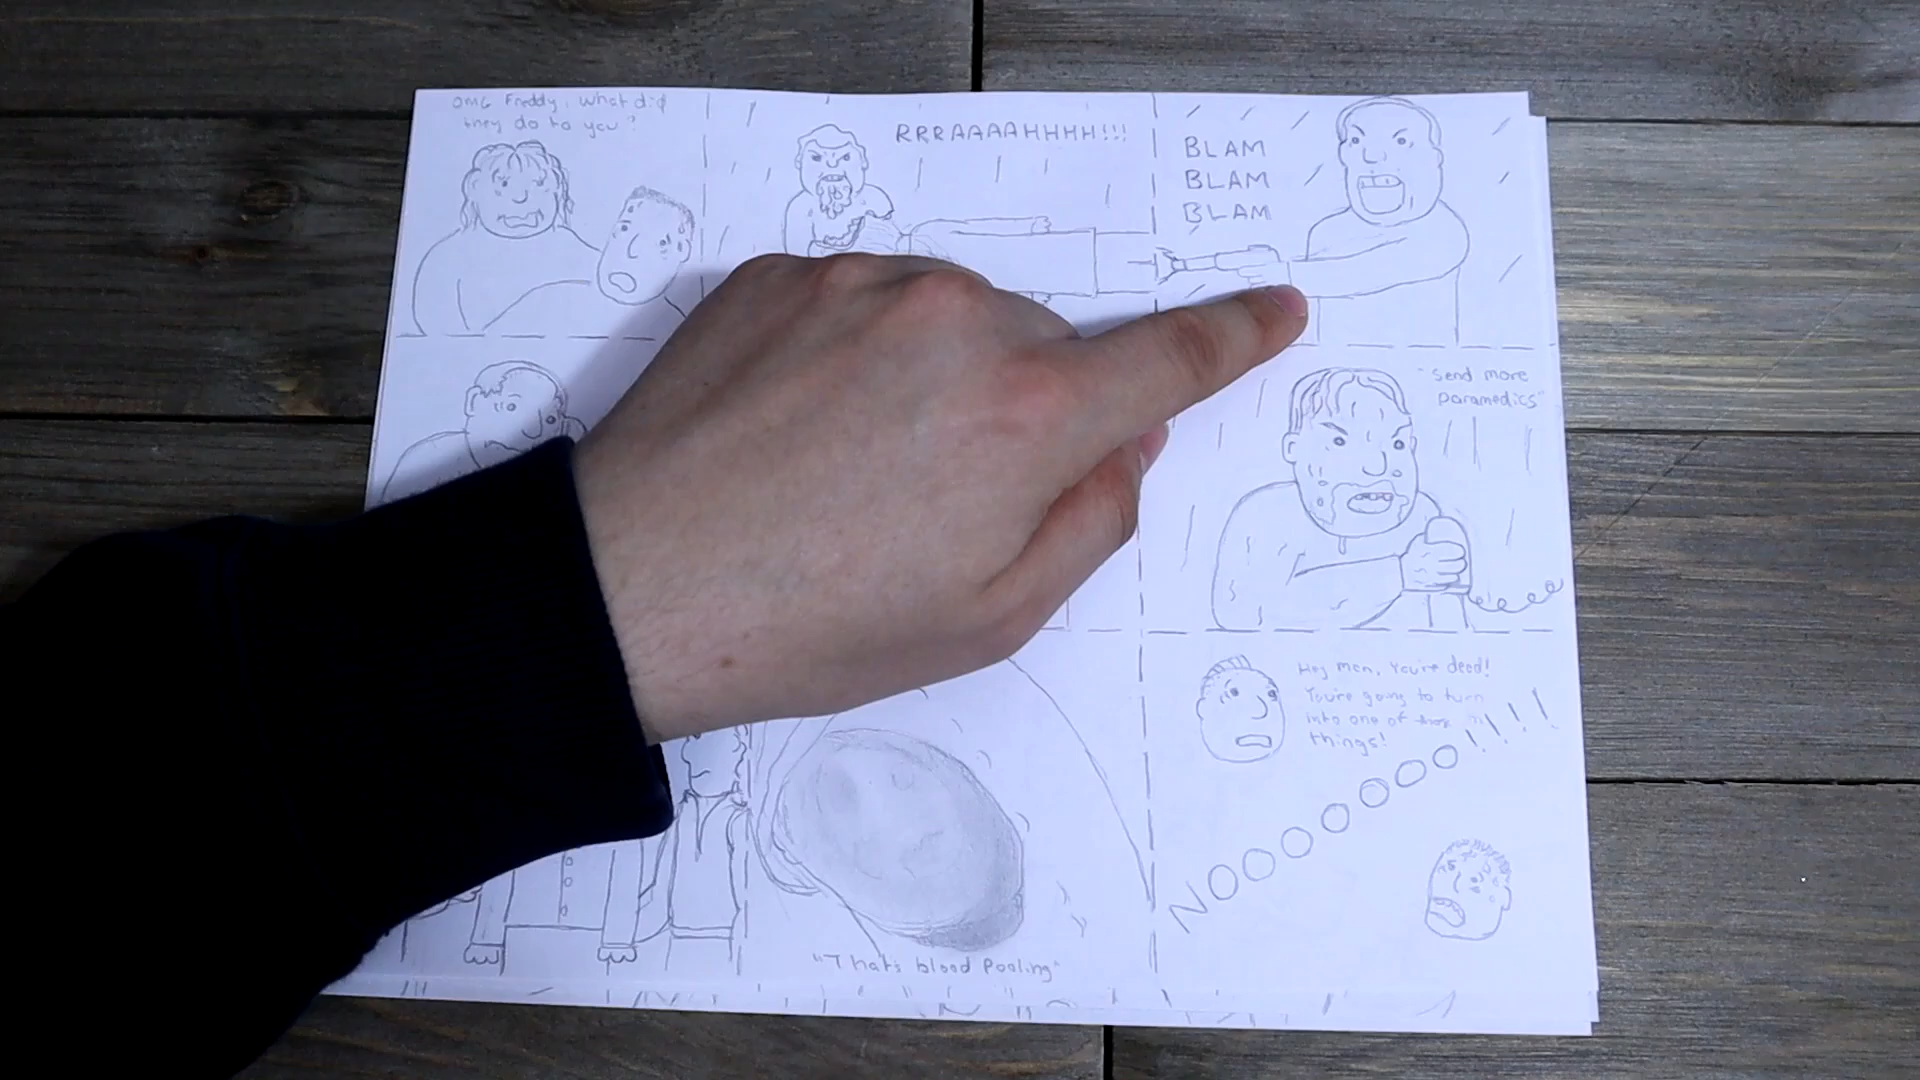 OMG Freddy, What did
they do to you?
RRRAAAAHHHH!!!
BLAM
BLAM
BLAM
"Send more
paramedics"
Hey man, You're dead!
You're going to turn
into one of
things!
NOOOOOOOO!!!!
"That's blood Pooling"